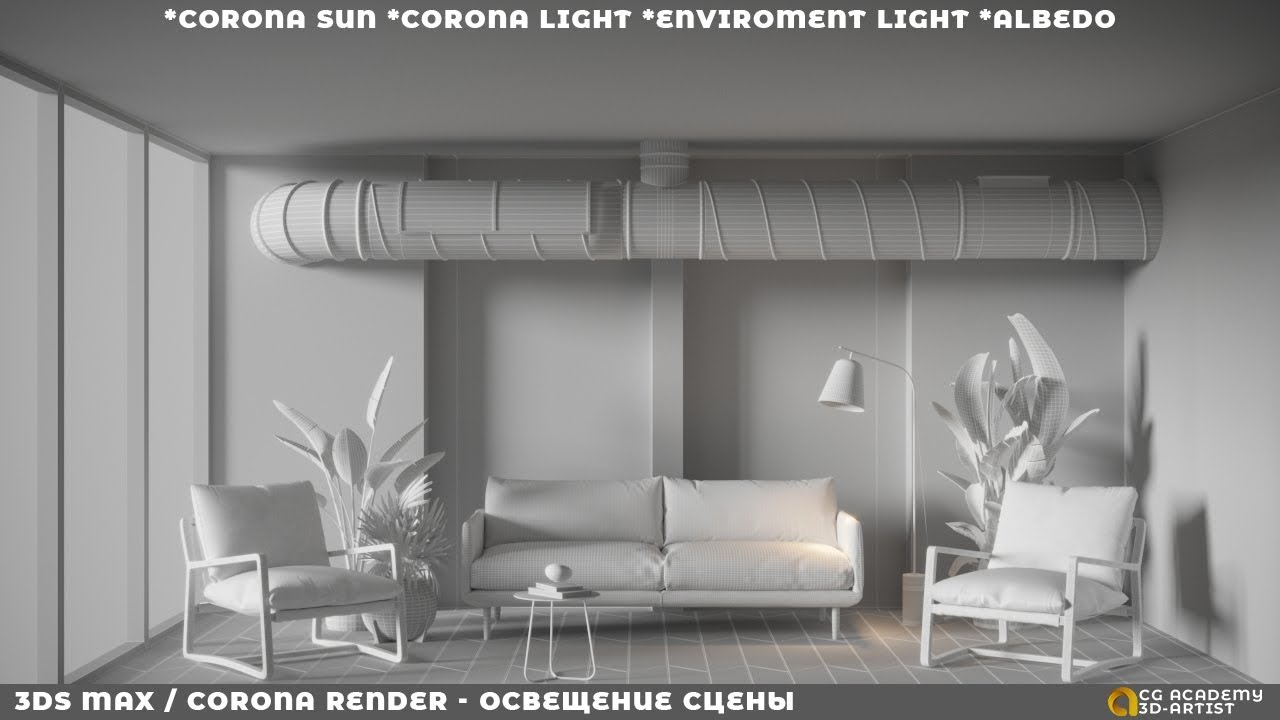 *CORONA SUN *CORONA LIGHT *ENVIROMENT LIGHT *ALBEDO
3DS MAX / CORONA RENDER - ОСВЕЩЕНИЕ СЦЕНЫ
CG ACADEMY
3D-ARTIST